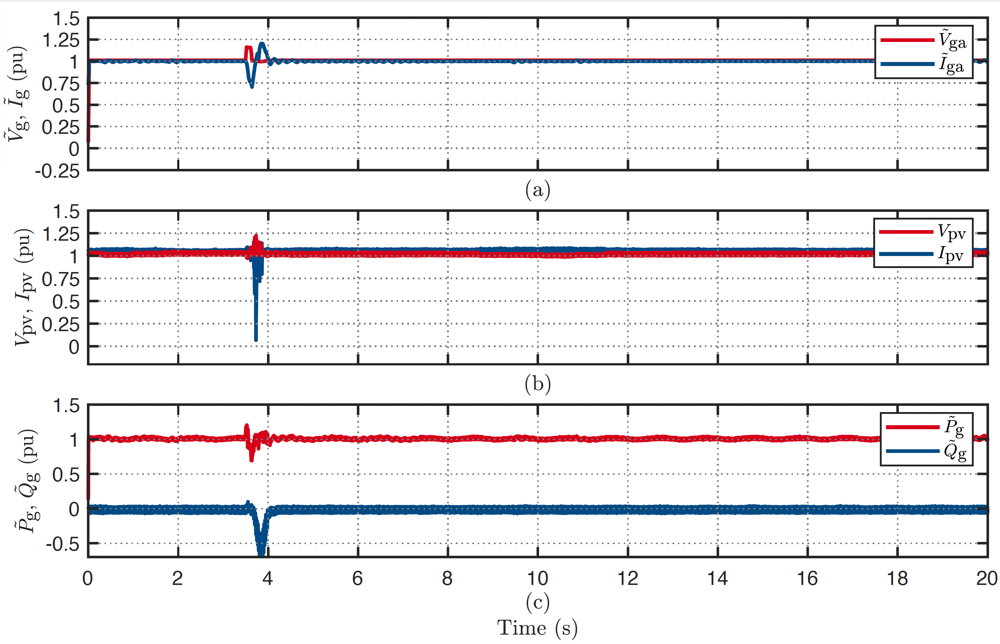 1.5
1.25
1
0.75
0.5
0.25
0
-0.25
Ṽga
Ĩga
Ṽg, Ĩg (pu)
(a)
1.5
1.25
1
0.75
0.5
0.25
0
Vpv
Ipv
Vpv, Ipv (pu)
(b)
1.5
1
0.5
0
-0.5
P̃g
Q̃g
P̃g, Q̃g (pu)
0 2 4 6 8 10 12 14 16 18 20
(c)
Time (s)